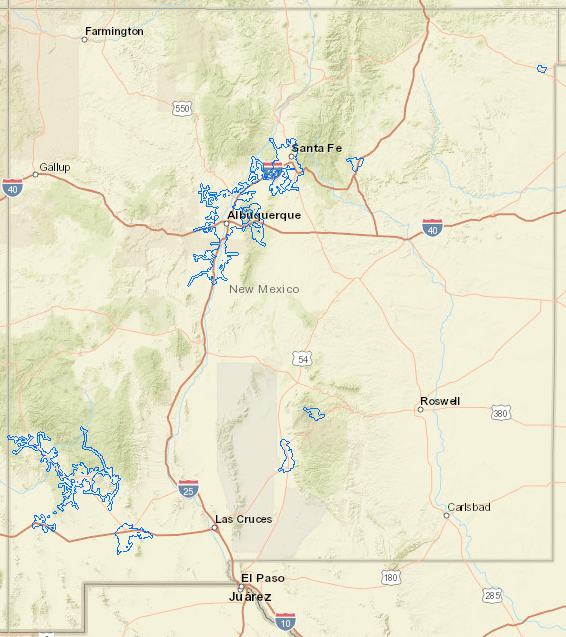 Farmington
550
Santa Fe
Gallup
40
Albuquerque
40
New Mexico
54
Roswell
380
25
Carlsbad
Las Cruces
El Paso
180
Juárez
285
10